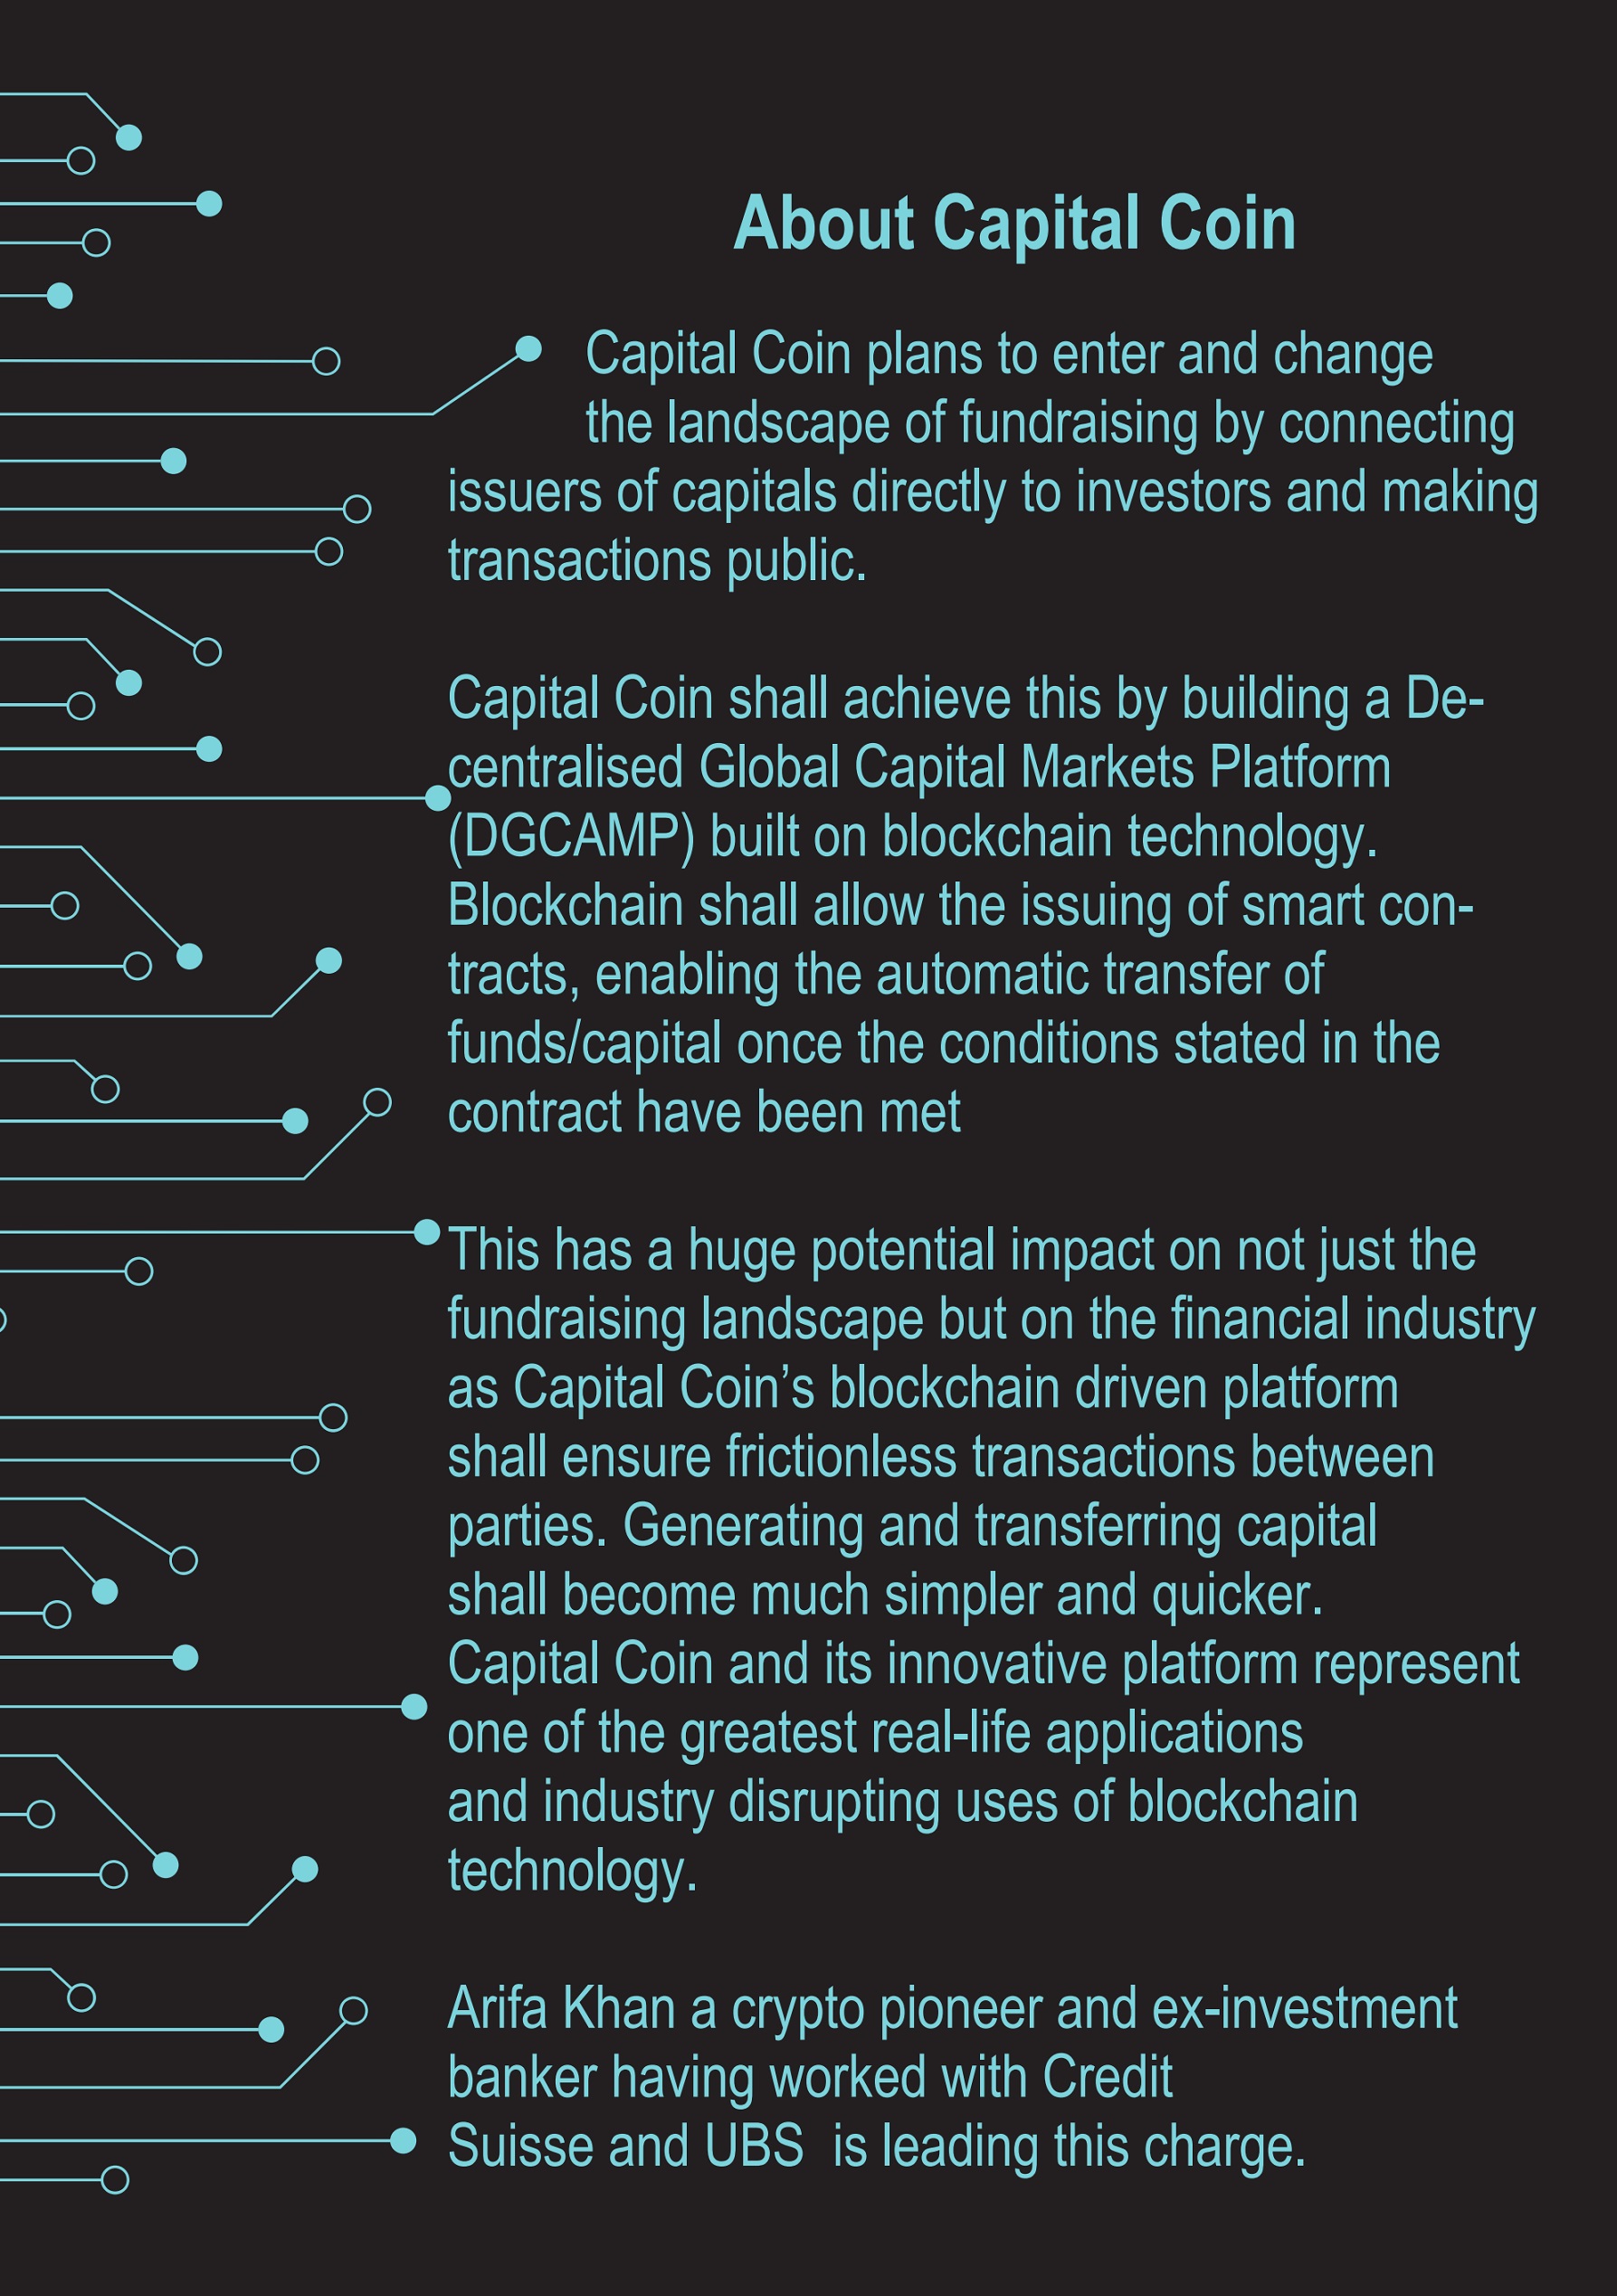 About Capital Coin
Capital Coin plans to enter and change
the landscape of fundraising by connecting
issuers of capitals directly to investors and making
transactions public.
Capital Coin shall achieve this by building a De-
centralised Global Capital Markets Platform
(DGCAMP) built on blockchain technology.
Blockchain shall allow the issuing of smart con-
tracts, enabling the automatic transfer of
funds/capital once the conditions stated in the
contract have been met
This has a huge potential impact on not just the
fundraising landscape but on the financial industry
as Capital Coin’s blockchain driven platform
shall ensure frictionless transactions between
parties. Generating and transferring capital
shall become much simpler and quicker.
Capital Coin and its innovative platform represent
one of the greatest real-life applications
and industry disrupting uses of blockchain
technology.
Arifa Khan a crypto pioneer and ex-investment
banker having worked with Credit
Suisse and UBS  is leading this charge.